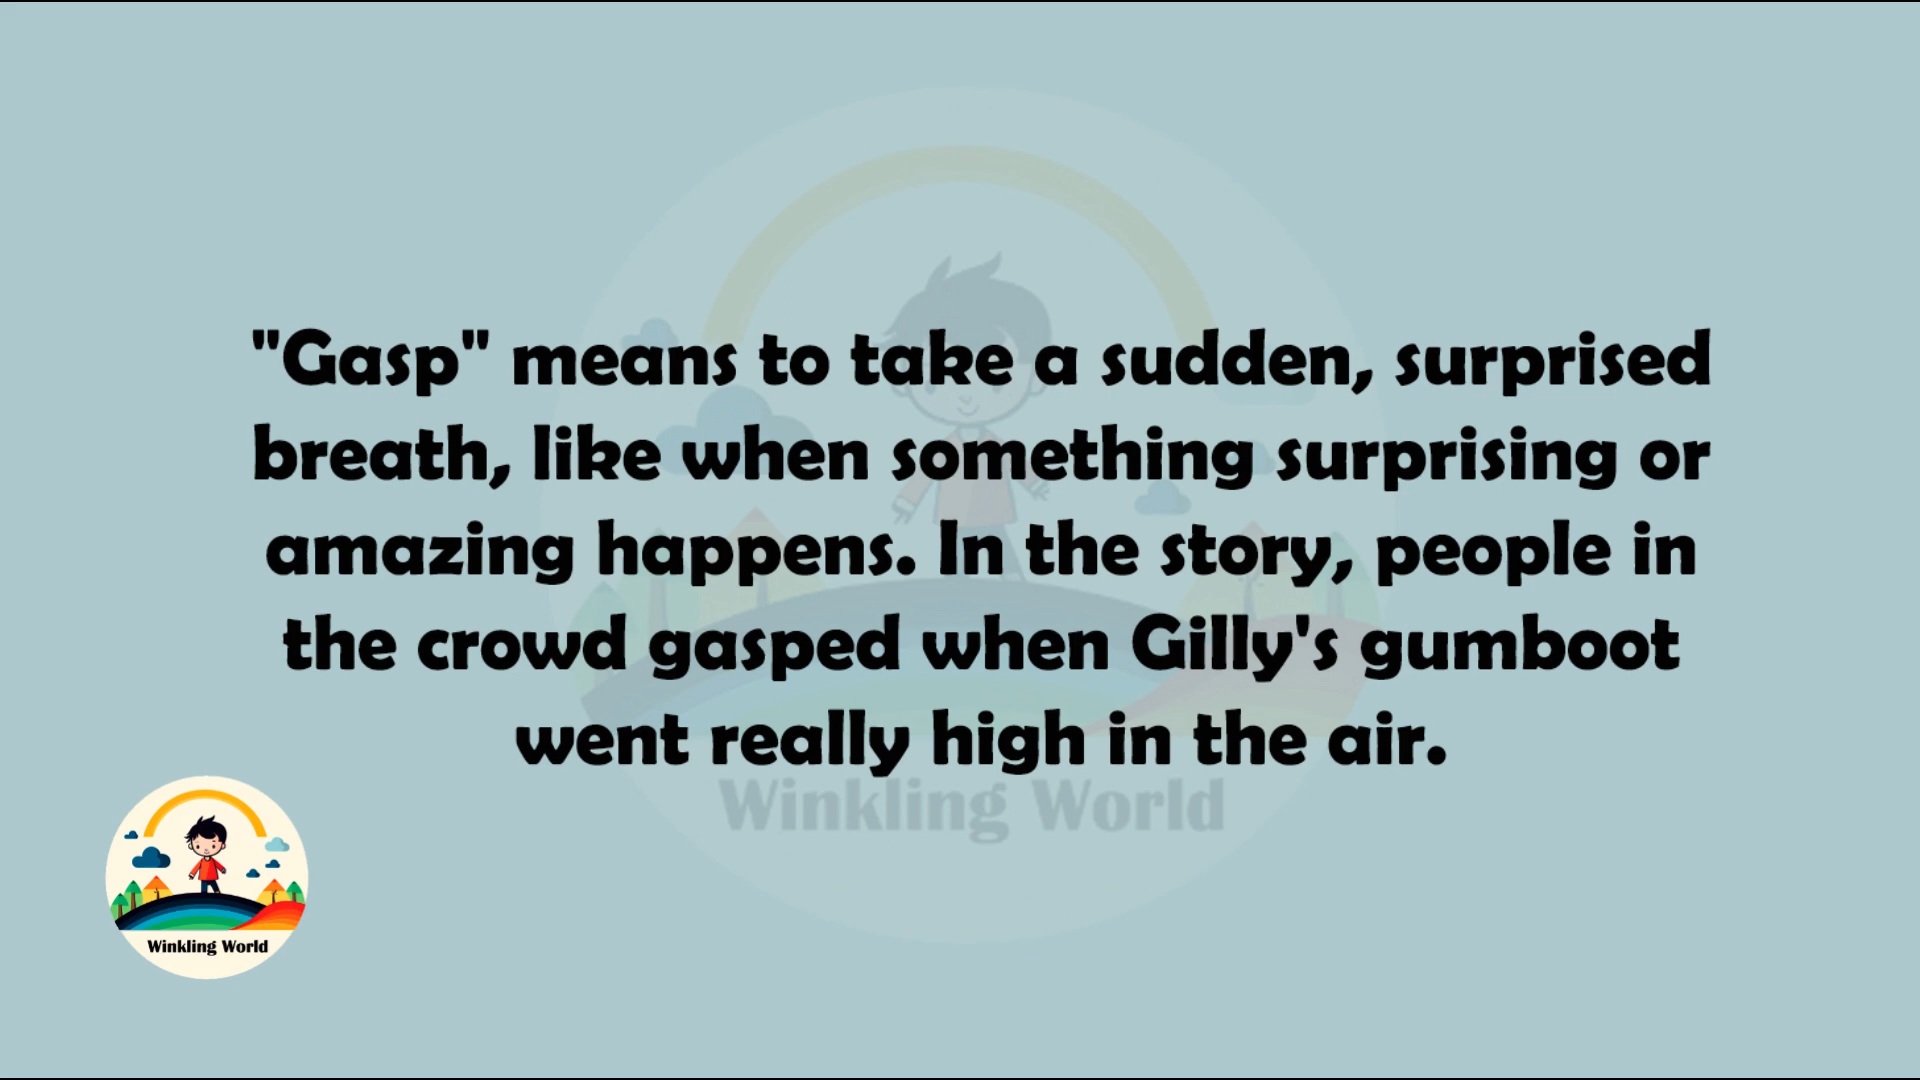 "Gasp" means to take a sudden, surprised
breath, like when something surprising or
amazing happens. In the story, people in
the crowd gasped when Gilly's gumboot
went really high in the air.
Winkling World
Winkling World